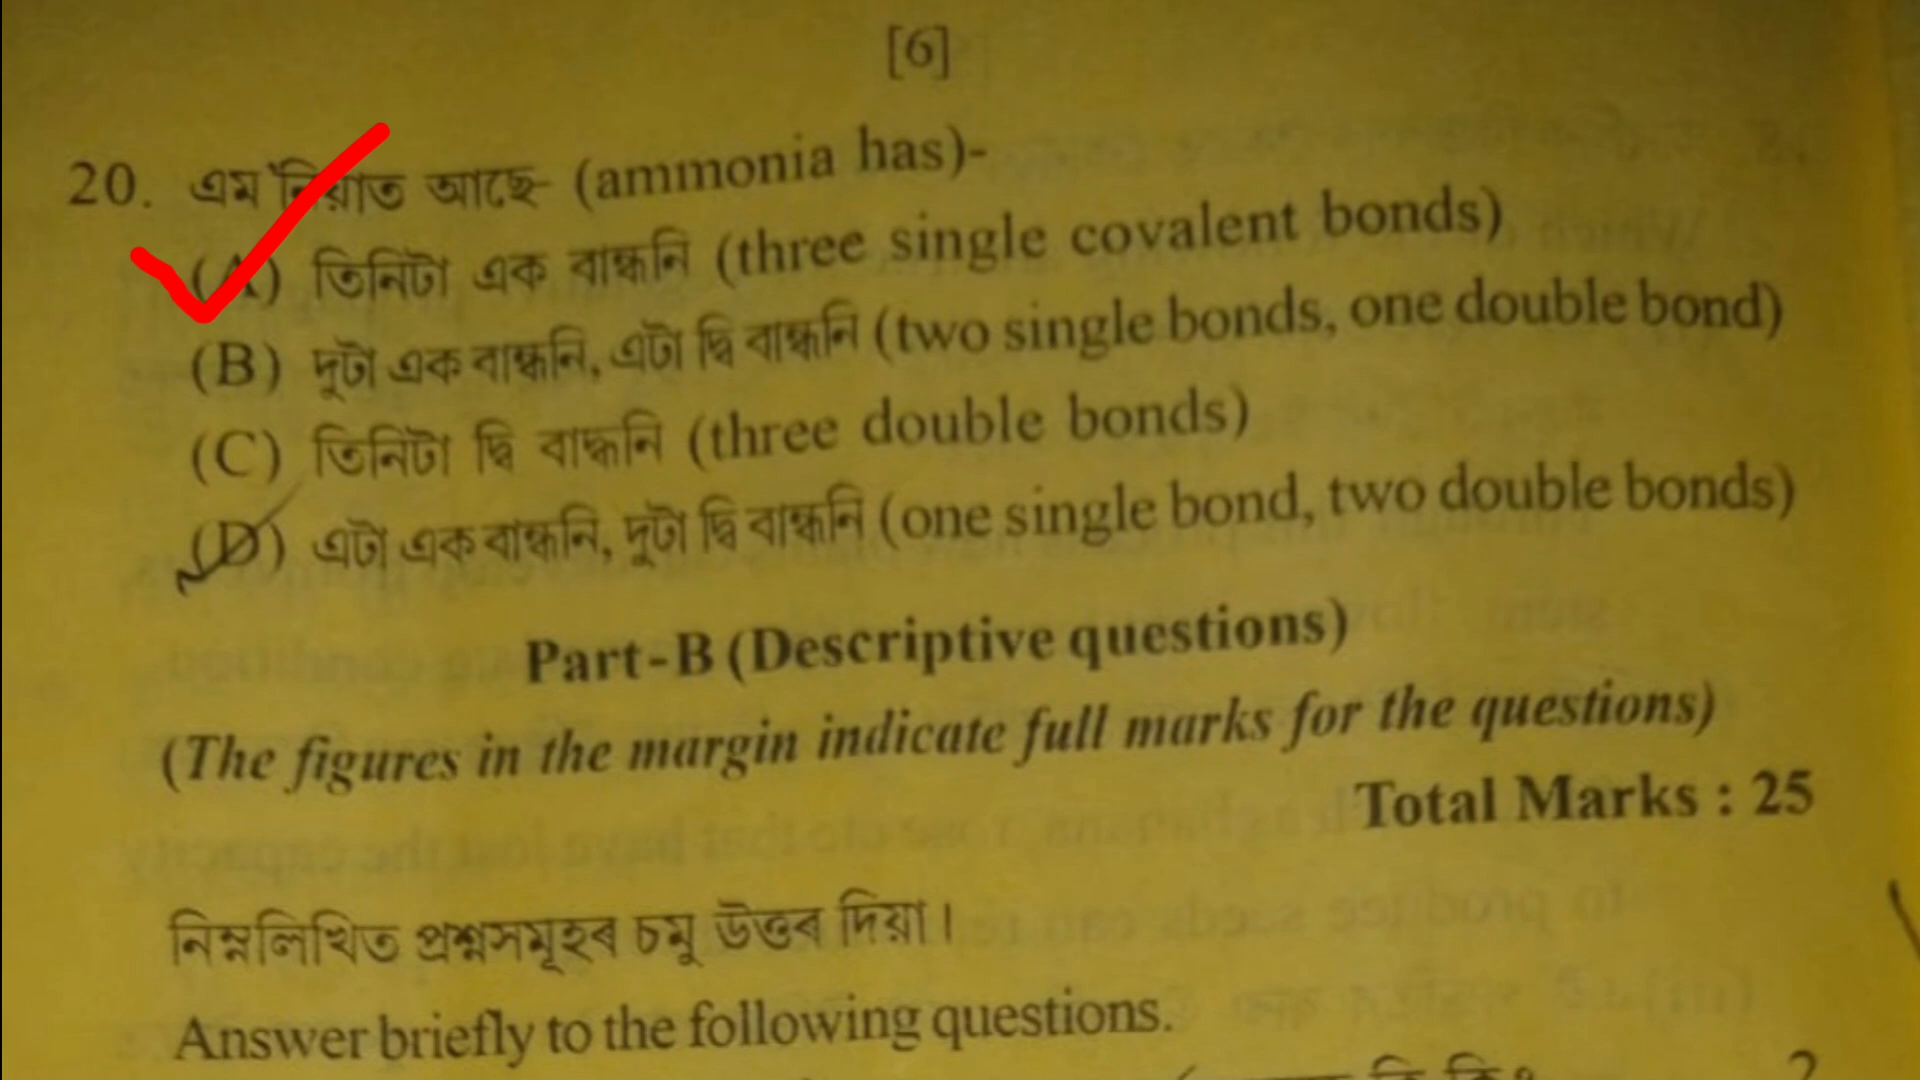 [6]
20. এম'নিয়াত আছে- (ammonia has)-
(A) তিনিটা এক বান্ধনি (three single covalent bonds)
(B) দুটা এক বান্ধনি, এটা দ্বি বান্ধনি (two single bonds, one double bond)
(C) তিনিটা দ্বি বান্ধনি (three double bonds)
(D) এটা এক বান্ধনি, দুটা দ্বি বান্ধনি (one single bond, two double bonds)
Part-B (Descriptive questions)
(The figures in the margin indicate full marks for the questions)
Total Marks : 25
নিম্নলিখিত প্ৰশ্নসমূহৰ চমু উত্তৰ দিয়া।
Answer briefly to the following questions.